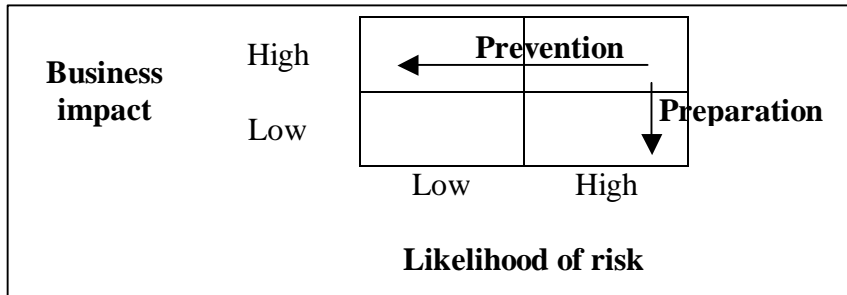 Prevention
High
Business
impact
Preparation
Low
Low High
Likelihood of risk